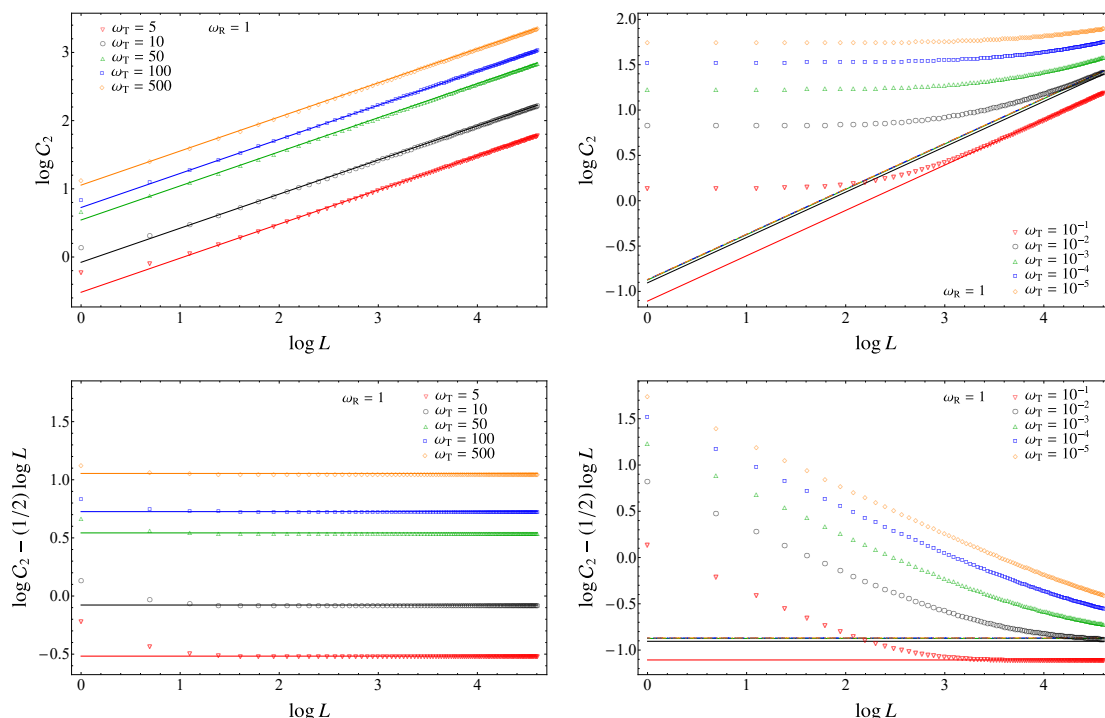 ω_T = 5
ω_T = 10
ω_T = 50
ω_T = 100
ω_T = 500
ω_R = 1
log C₂
3
2
1
0
0 1 2 3 4
log L
log C₂
2.0
1.5
1.0
0.5
0.0
−0.5
−1.0
ω_T = 10⁻¹
ω_T = 10⁻²
ω_T = 10⁻³
ω_T = 10⁻⁴
ω_T = 10⁻⁵
ω_R = 1
0 1 2 3 4
log L
log C₂ − (1/2) log L
1.5
1.0
0.5
0.0
−0.5
ω_R = 1
ω_T = 5
ω_T = 10
ω_T = 50
ω_T = 100
ω_T = 500
0 1 2 3 4
log L
log C₂ − (1/2) log L
1.5
1.0
0.5
0.0
−0.5
−1.0
ω_R = 1
ω_T = 10⁻¹
ω_T = 10⁻²
ω_T = 10⁻³
ω_T = 10⁻⁴
ω_T = 10⁻⁵
0 1 2 3 4
log L